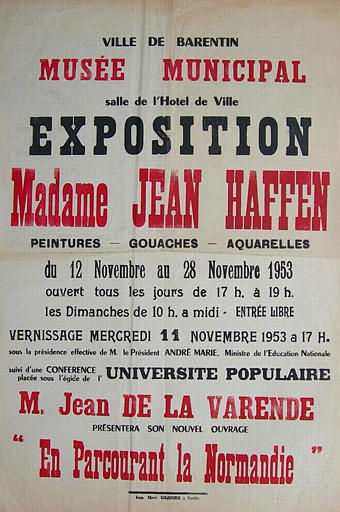 VILLE DE BARENTIN
MUSÉE MUNICIPAL
salle de l'Hotel de Ville
EXPOSITION
Madame JEAN HAFFEN
PEINTURES — GOUACHES — AQUARELLES
du 12 Novembre au 28 Novembre 1953
ouvert tous les jours de 17 h. à 19 h.
les Dimanches de 10 h. a midi - ENTRÉE LIBRE
VERNISSAGE MERCREDI 11 NOVEMBRE 1953 A 17 H.
sous la présidence effective de M. le Président ANDRÉ MARIE, Ministre de l'Education Nationale
suivi d'une CONFERENCE placée sous l'égide de l' UNIVERSITE POPULAIRE
M. Jean DE LA VARENDE
PRÉSENTERA SON NOUVEL OUVRAGE
“ En Parcourant la Normandie ”
Imp.